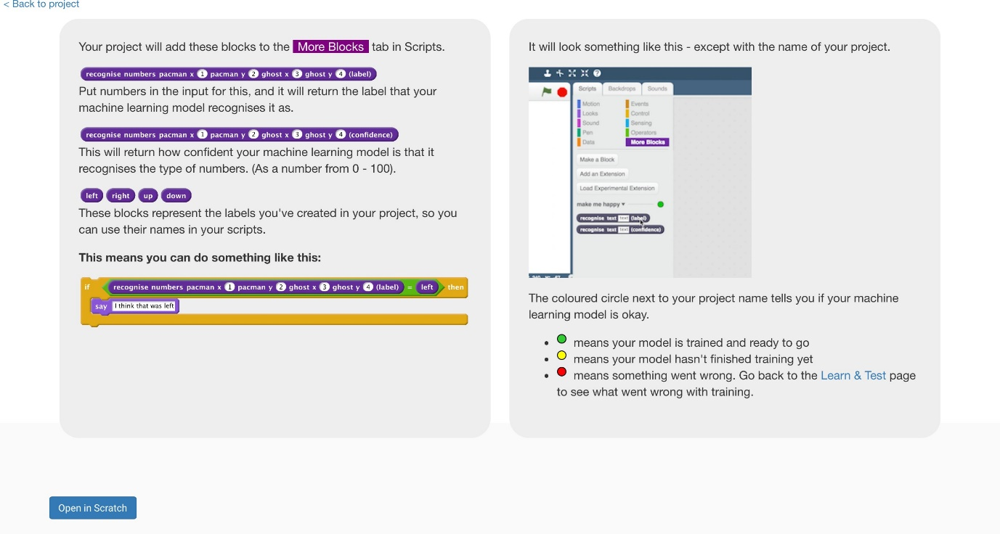 < Back to project
Your project will add these blocks to the More Blocks tab in Scripts.
recognise numbers pacman x 1 pacman y 2 ghost x 3 ghost y 4 (label)
Put numbers in the input for this, and it will return the label that your
machine learning model recognises it as.
recognise numbers pacman x 1 pacman y 2 ghost x 3 ghost y 4 (confidence)
This will return how confident your machine learning model is that it
recognises the type of numbers. (As a number from 0 - 100).
left right up down
These blocks represent the labels you've created in your project, so you
can use their names in your scripts.
This means you can do something like this:
if recognise numbers pacman x 1 pacman y 2 ghost x 3 ghost y 4 (label) = left then
say I think that was left
It will look something like this - except with the name of your project.
Scripts Backdrops Sounds
Motion Events
Looks Control
Sound Sensing
Pen Operators
Data More Blocks
Make a Block
Add an Extension
Load Experimental Extension
make me happy
recognise text text (label)
recognise text text (confidence)
The coloured circle next to your project name tells you if your machine
learning model is okay.
means your model is trained and ready to go
means your model hasn't finished training yet
means something went wrong. Go back to the Learn & Test page
to see what went wrong with training.
Open in Scratch